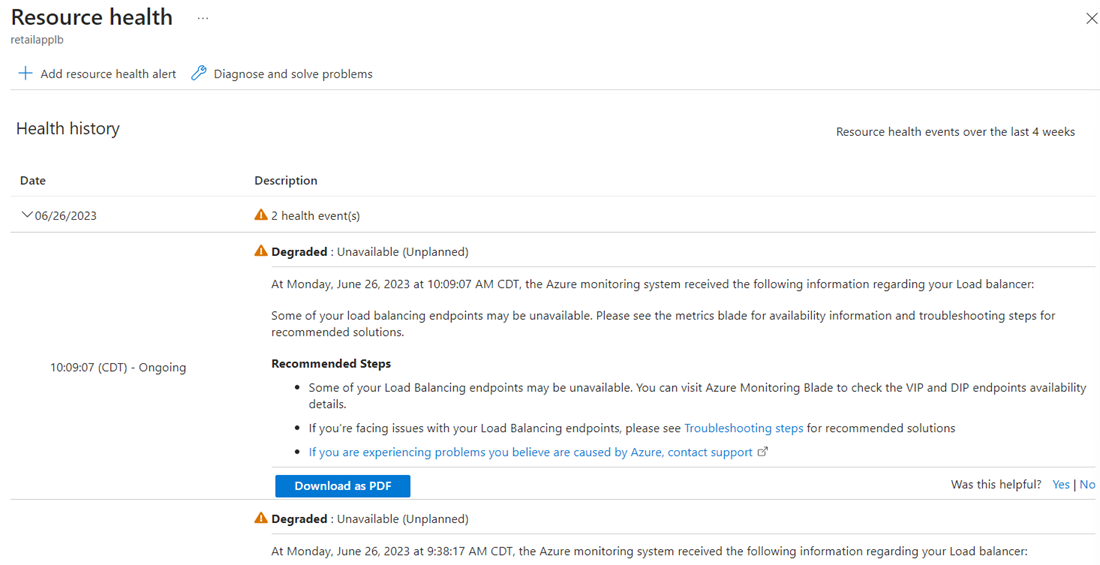 Resource health ...
retailapplb
Add resource health alert Diagnose and solve problems
Health history
Resource health events over the last 4 weeks
Date Description
06/26/2023 2 health event(s)
Degraded : Unavailable (Unplanned)
At Monday, June 26, 2023 at 10:09:07 AM CDT, the Azure monitoring system received the following information regarding your Load balancer:
Some of your load balancing endpoints may be unavailable. Please see the metrics blade for availability information and troubleshooting steps for
recommended solutions.
Recommended Steps
10:09:07 (CDT) - Ongoing
• Some of your Load Balancing endpoints may be unavailable. You can visit Azure Monitoring Blade to check the VIP and DIP endpoints availability
details.
• If you're facing issues with your Load Balancing endpoints, please see Troubleshooting steps for recommended solutions
• If you are experiencing problems you believe are caused by Azure, contact support
Download as PDF Was this helpful? Yes | No
Degraded : Unavailable (Unplanned)
At Monday, June 26, 2023 at 9:38:17 AM CDT, the Azure monitoring system received the following information regarding your Load balancer: